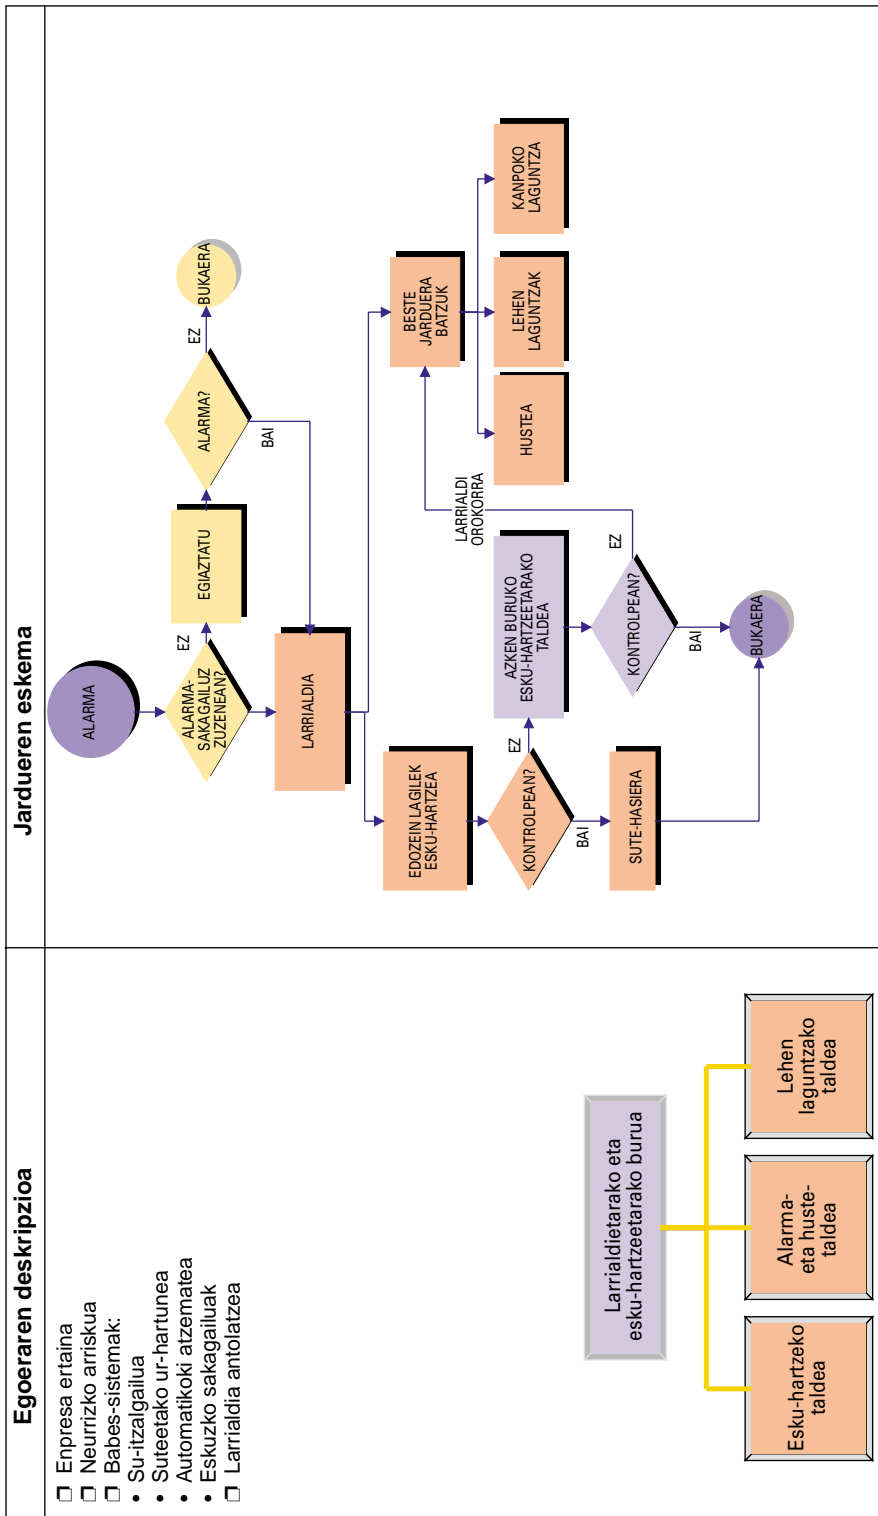 Egoeraren deskripzioa
❏ Enpresa ertaina
❏ Neurrizko arriskua
❏ Babes-sistemak:
• Su-itzalgailua
• Suteetako ur-hartunea
• Automatikoki atzematea
• Eskuzko sakagailuak
❏ Larrialdia antolatzea
Larrialdietarako eta
esku-hartzeetarako burua
Esku-hartzeko
taldea
Alarma-
eta huste-
taldea
Lehen
laguntzako
taldea
Jardueren eskema
ALARMA
ALARMA-
SAKAGAILUZ
ZUZENEAN?
EZ
EGIAZTATU
ALARMA?
EZ
BUKAERA
BAI
LARRIALDIA
EDOZEIN LAGILEK
ESKU-HARTZEA
BESTE
JARDUERA
BATZUK
KONTROLPEAN?
EZ
BAI
AZKEN BURUKO
ESKU-HARTZEETARAKO
TALDEA
LARRIALDI
OROKORRA
HUSTEA
LEHEN
LAGUNTZAK
KANPOKO
LAGUNTZA
SUTE-HASIERA
KONTROLPEAN?
EZ
BAI
BUKAERA